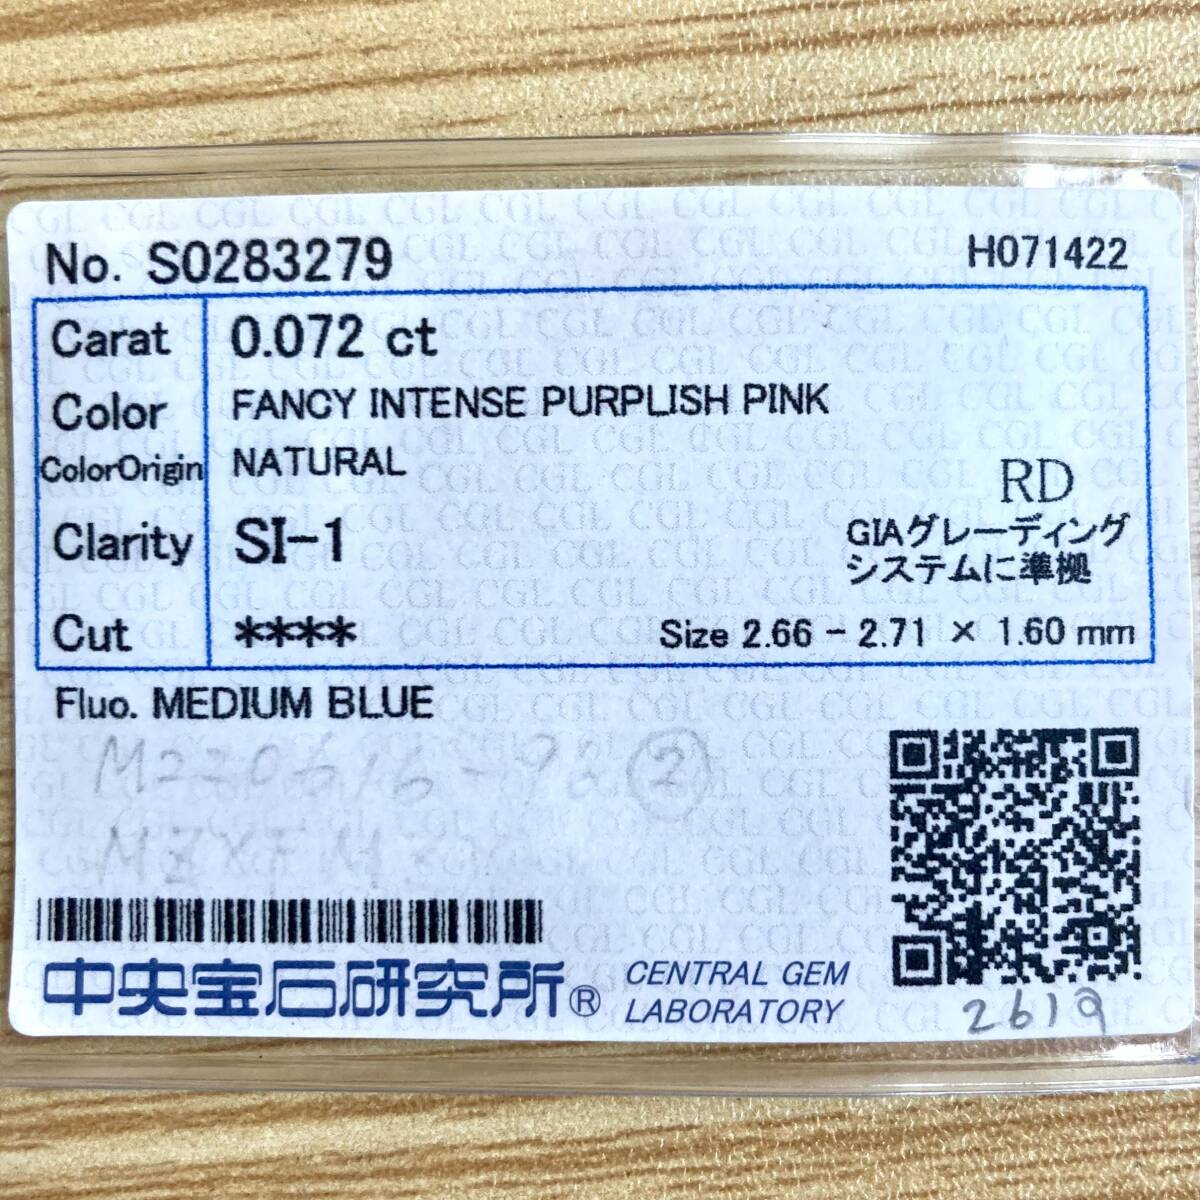 No. S0283279 H071422
Carat 0.072 ct
Color FANCY INTENSE PURPLISH PINK
ColorOrigin NATURAL
RD
Clarity SI-1
GIAグレーディング
システムに準拠
Cut **** Size 2.66 - 2.71 × 1.60 mm
Fluo. MEDIUM BLUE
中央宝石研究所® CENTRAL GEM
LABORATORY
2619